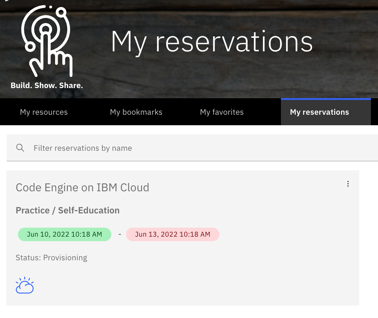 My reservations
Build. Show. Share.
My resources My bookmarks My favorites My reservations
Filter reservations by name
Code Engine on IBM Cloud
Practice / Self-Education
Jun 10, 2022 10:18 AM - Jun 13, 2022 10:18 AM
Status: Provisioning